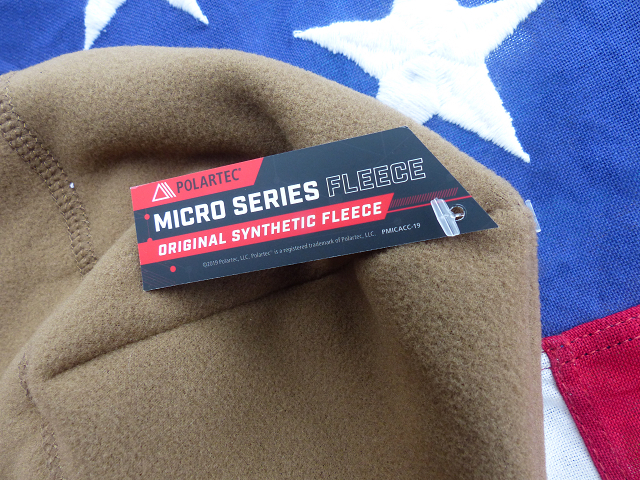 POLARTEC®
MICRO SERIES FLEECE
ORIGINAL SYNTHETIC FLEECE
©2019 Polartec, LLC. Polartec® is a registered trademark of Polartec, LLC. PMICACC-19